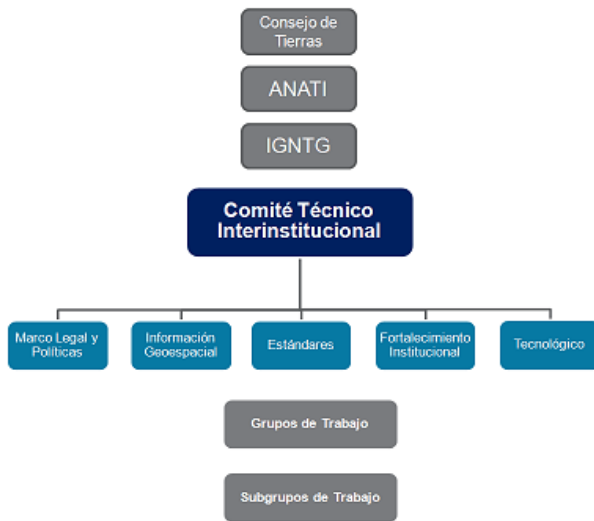 Consejo de
Tierras
ANATI
IGNTG
Comité Técnico
Interinstitucional
Marco Legal y
Políticas
Información
Geoespacial
Estándares
Fortalecimiento
Institucional
Tecnológico
Grupos de Trabajo
Subgrupos de Trabajo